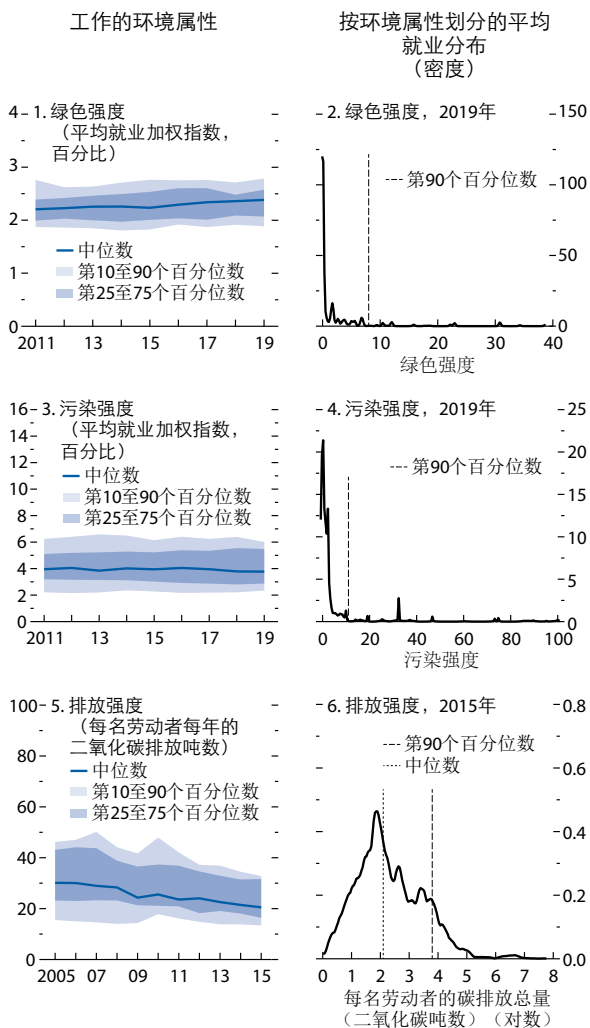 工作的环境属性
按环境属性划分的平均
就业分布
（密度）
1. 绿色强度
（平均就业加权指数，
百分比）
4
3
2
1
0
中位数
第10至90个百分位数
第25至75个百分位数
2011 13 15 17 19
2. 绿色强度，2019年
第90个百分位数
150
100
50
0
0 10 20 30 40
绿色强度
3. 污染强度
（平均就业加权指数，
百分比）
16
14
12
10
8
6
4
2
0
中位数
第10至90个百分位数
第25至75个百分位数
2011 13 15 17 19
4. 污染强度，2019年
第90个百分位数
25
20
15
10
5
0
0 20 40 60 80 100
污染强度
5. 排放强度
（每名劳动者每年的
二氧化碳排放吨数）
100
80
60
40
20
0
中位数
第10至90个百分位数
第25至75个百分位数
2005 07 09 11 13 15
6. 排放强度，2015年
第90个百分位数
中位数
0.8
0.6
0.4
0.2
0.0
0 1 2 3 4 5 6 7 8
每名劳动者的碳排放总量
（二氧化碳吨数）（对数）